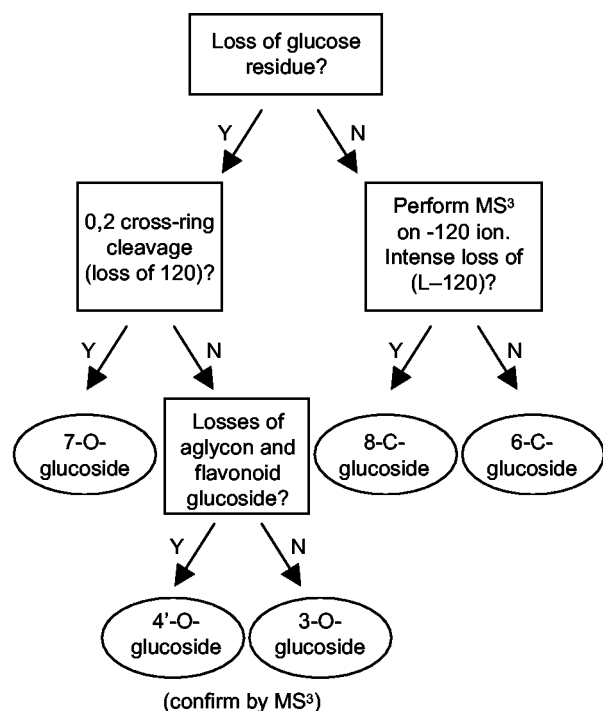 Loss of glucose
residue?
Y
N
0,2 cross-ring
cleavage
(loss of 120)?
Perform MS³
on -120 ion.
Intense loss of
(L–120)?
Y
N
Y
N
7-O-
glucoside
Losses of
aglycon and
flavonoid
glucoside?
8-C-
glucoside
6-C-
glucoside
Y
N
4'-O-
glucoside
3-O-
glucoside
(confirm by MS³)